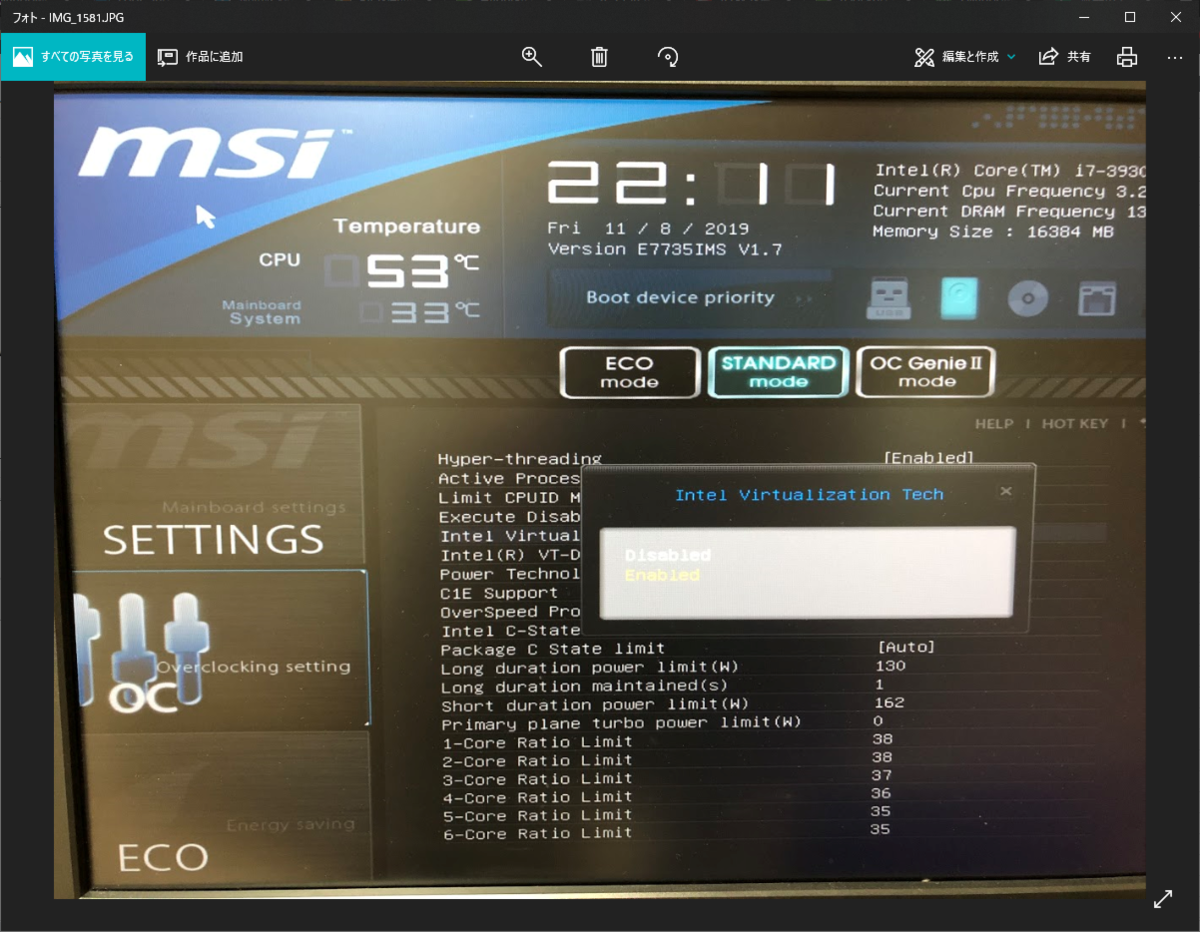 フォト - IMG_1581.JPG
すべての写真を見る
作品に追加
編集と作成
共有
msi™
22:11
Intel(R) Core(TM) i7-3930
Current Cpu Frequency 3.2
Fri 11 / 8 / 2019
Current DRAM Frequency 13
Version E7735IMS V1.7
Memory Size : 16384 MB
Temperature
CPU 53℃
Mainboard
System 33℃
Boot device priority
USB
ECO
mode
STANDARD
mode
OC Genie II
mode
HELP | HOT KEY |
msi
Mainboard settings
SETTINGS
Overclocking setting
OC
Energy saving
ECO
Hyper-threading [Enabled]
Active Proces
Limit CPUID M
Execute Disab
Intel Virtual
Intel(R) VT-D
Power Technol
C1E Support
OverSpeed Pro
Intel C-State
Intel Virtualization Tech
Disabled
Enabled
Package C State limit [Auto]
Long duration power limit(W) 130
Long duration maintained(s) 1
Short duration power limit(W) 162
Primary plane turbo power limit(W) 0
1-Core Ratio Limit 38
2-Core Ratio Limit 38
3-Core Ratio Limit 37
4-Core Ratio Limit 36
5-Core Ratio Limit 35
6-Core Ratio Limit 35